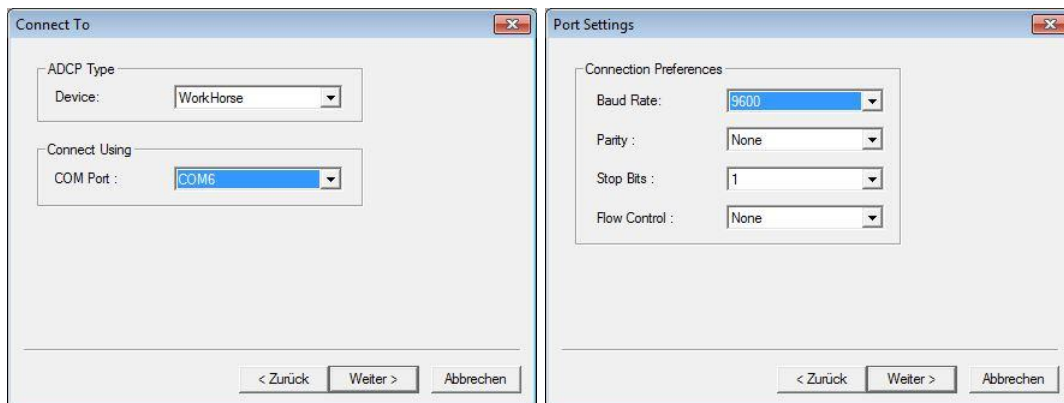 Connect To
ADCP Type
Device: WorkHorse
Connect Using
COM Port : COM6
< Zurück Weiter > Abbrechen
Port Settings
Connection Preferences
Baud Rate: 9600
Parity : None
Stop Bits : 1
Flow Control : None
< Zurück Weiter > Abbrechen